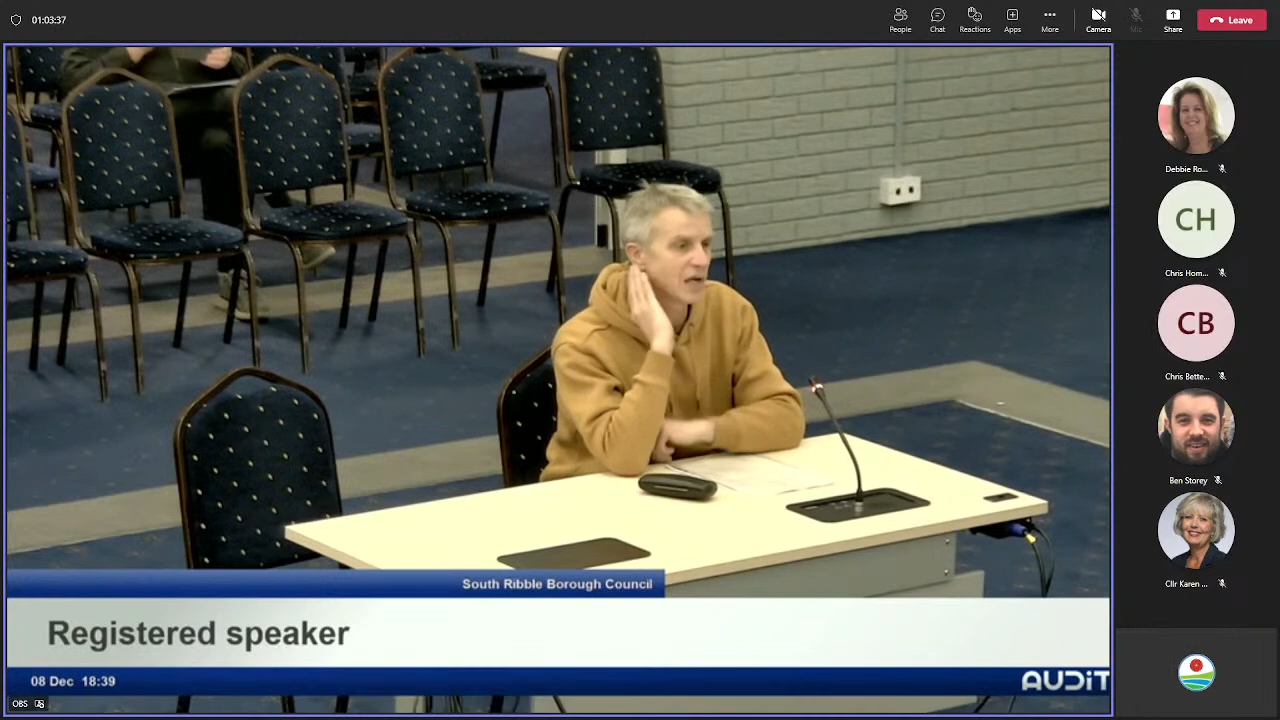 01:03:37
People
Chat
Reactions
Apps
More
Camera
Mic
Share
Leave
Debbie Ro...
CH
Chris Hom...
CB
Chris Bette...
Ben Storey
Cllr Karen ...
South Ribble Borough Council
Registered speaker
08 Dec 18:39
AUDiT
OBS